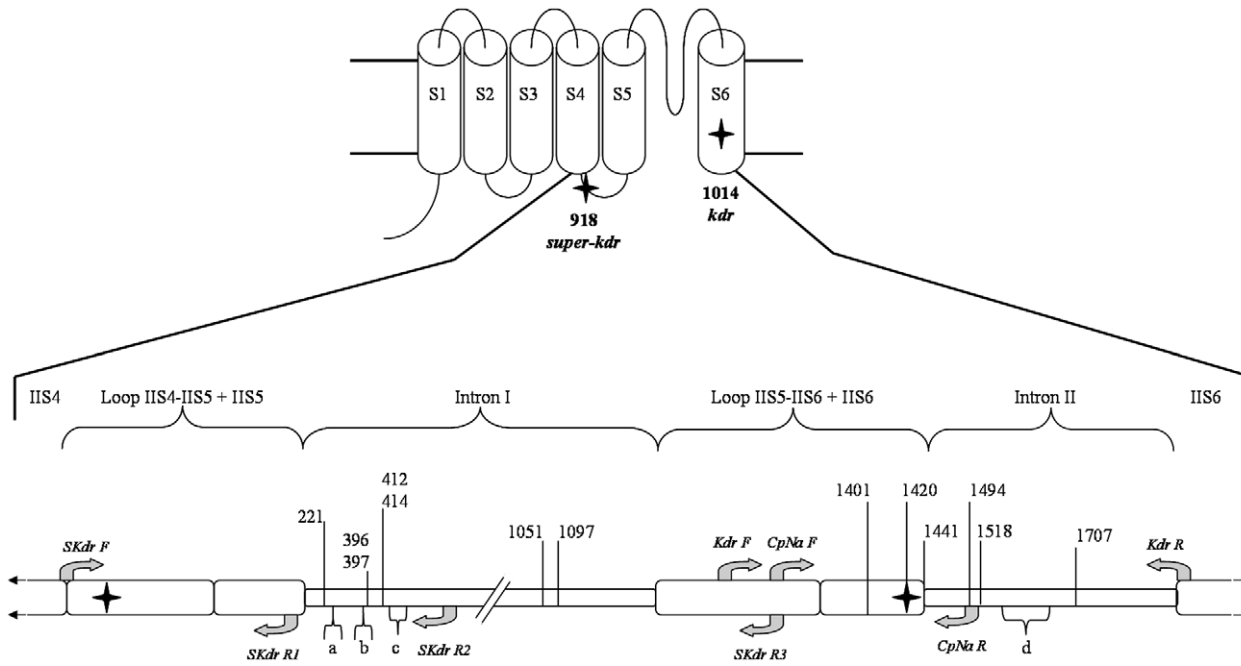 S1 S2 S3 S4 S5 S6
1014
kdr
918
super-kdr
IIS4 Loop IIS4-IIS5 + IIS5 Intron I Loop IIS5-IIS6 + IIS6 Intron II IIS6
412
414
1401 1420 1494
221 396
397
1051 1097 1441 1518 1707
SKdr F Kdr F CpNa F Kdr R
SKdr R1 a b c SKdr R2 SKdr R3 CpNa R d